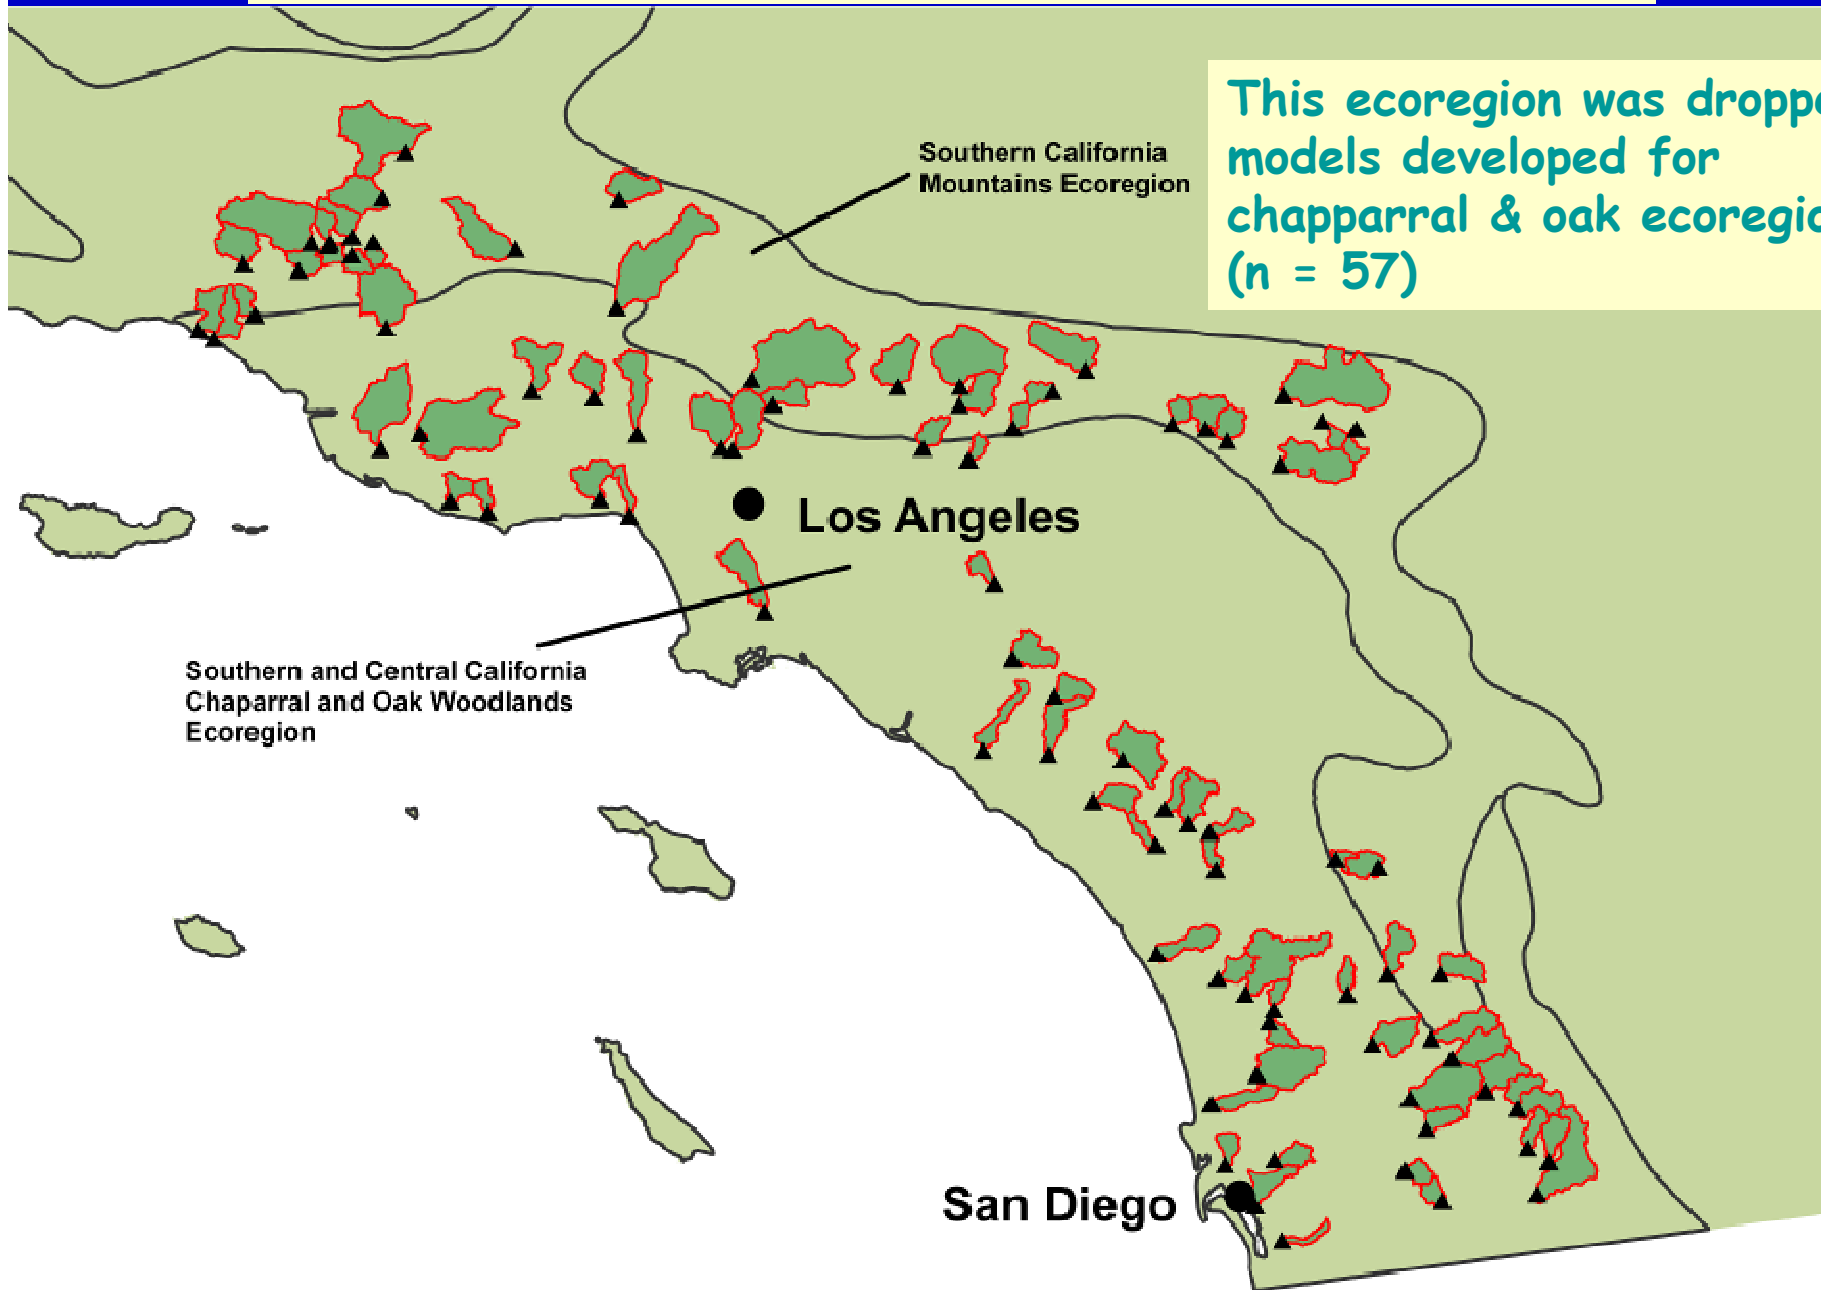 This ecoregion was droppe
models developed for
chapparral & oak ecoregio
(n = 57)
Southern California
Mountains Ecoregion
Los Angeles
Southern and Central California
Chaparral and Oak Woodlands
Ecoregion
San Diego